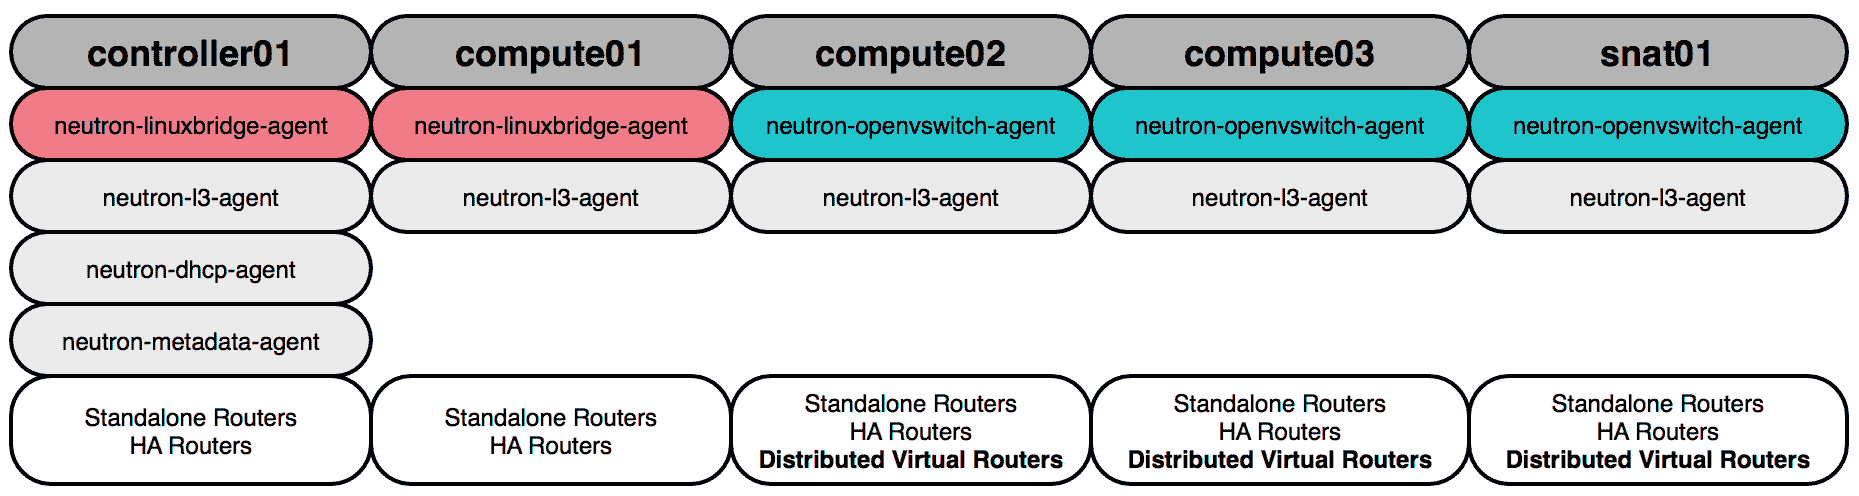 controller01
compute01
compute02
compute03
snat01
neutron-linuxbridge-agent
neutron-linuxbridge-agent
neutron-openvswitch-agent
neutron-openvswitch-agent
neutron-openvswitch-agent
neutron-l3-agent
neutron-l3-agent
neutron-l3-agent
neutron-l3-agent
neutron-l3-agent
neutron-dhcp-agent
neutron-metadata-agent
Standalone Routers
HA Routers
Standalone Routers
HA Routers
Standalone Routers
HA Routers
Distributed Virtual Routers
Standalone Routers
HA Routers
Distributed Virtual Routers
Standalone Routers
HA Routers
Distributed Virtual Routers